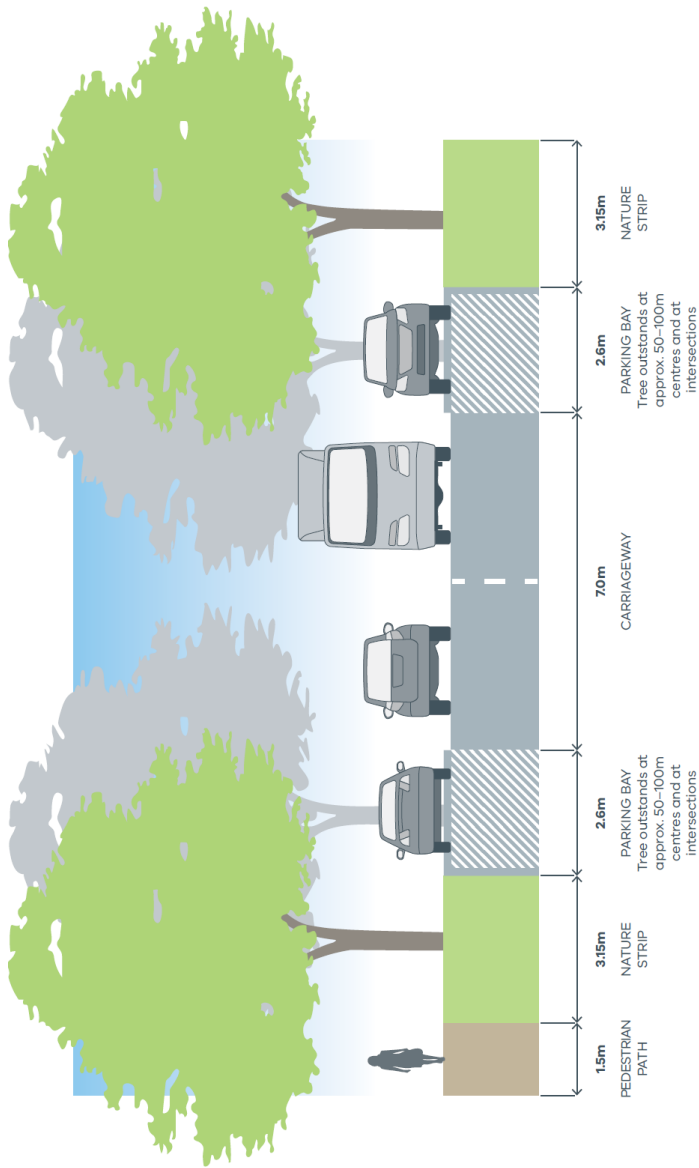 1.5m
PEDESTRIAN
PATH
3.15m
NATURE
STRIP
2.6m
PARKING BAY
Tree outstands at
approx. 50–100m
centres and at
intersections
7.0m
CARRIAGEWAY
2.6m
PARKING BAY
Tree outstands at
approx. 50–100m
centres and at
intersections
3.15m
NATURE
STRIP